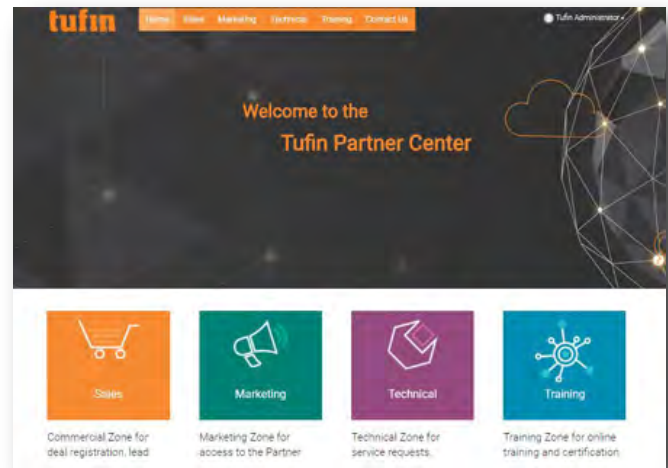 tufin
Home Sales Marketing Technical Training Contact Us
Tufin Administrator
Welcome to the
Tufin Partner Center
Sales
Marketing
Technical
Training
Commercial Zone for
deal registration, lead
Marketing Zone for
access to the Partner
Technical Zone for
service requests,
Training Zone for online
training and certification